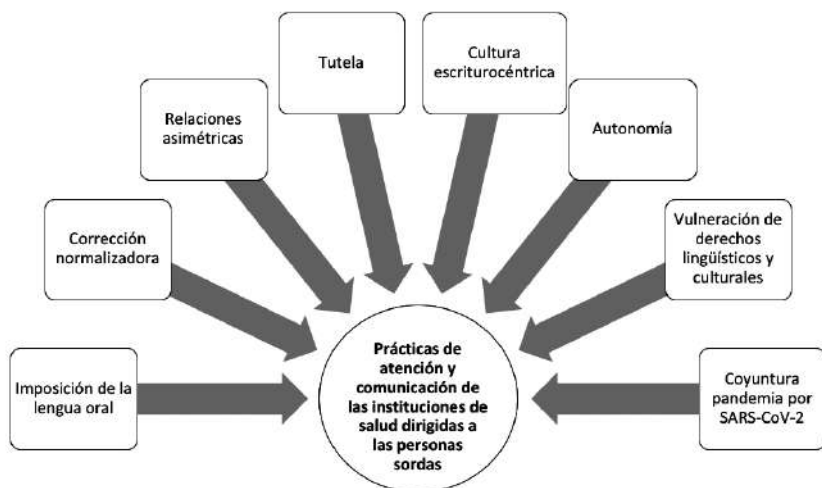 Tutela
Cultura
escriturocéntrica
Relaciones
asimétricas
Autonomía
Corrección
normalizadora
Vulneración de
derechos
lingüísticos y
culturales
Imposición de la
lengua oral
Prácticas de
atención y
comunicación de
las instituciones de
salud dirigidas a
las personas
sordas
Coyuntura
pandemia por
SARS-CoV-2